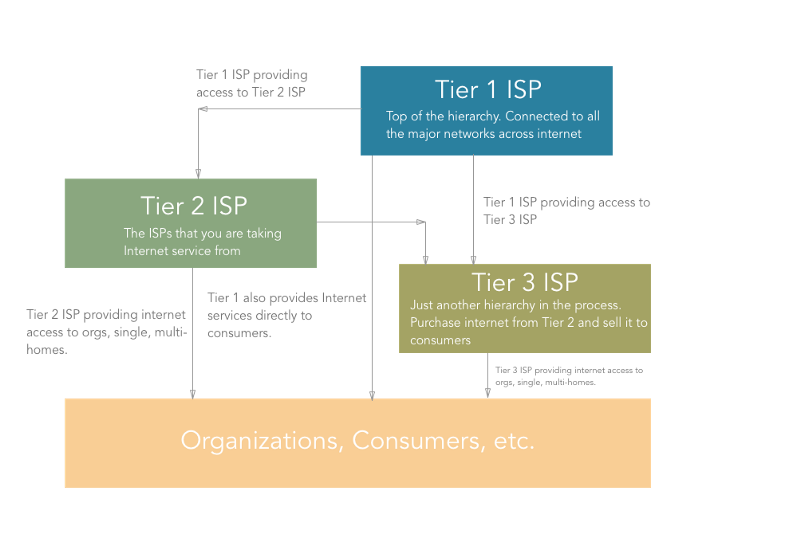 Tier 1 ISP providing
access to Tier 2 ISP
Tier 1 ISP
Top of the hierarchy. Connected to all
the major networks across internet
Tier 2 ISP
The ISPs that you are taking
Internet service from
Tier 1 ISP providing access to
Tier 3 ISP
Tier 3 ISP
Just another hierarchy in the process.
Purchase internet from Tier 2 and sell it to
consumers
Tier 2 ISP providing internet
access to orgs, single, multi-
homes.
Tier 1 also provides Internet
services directly to
consumers.
Tier 3 ISP providing internet access to
orgs, single, multi-homes.
Organizations, Consumers, etc.